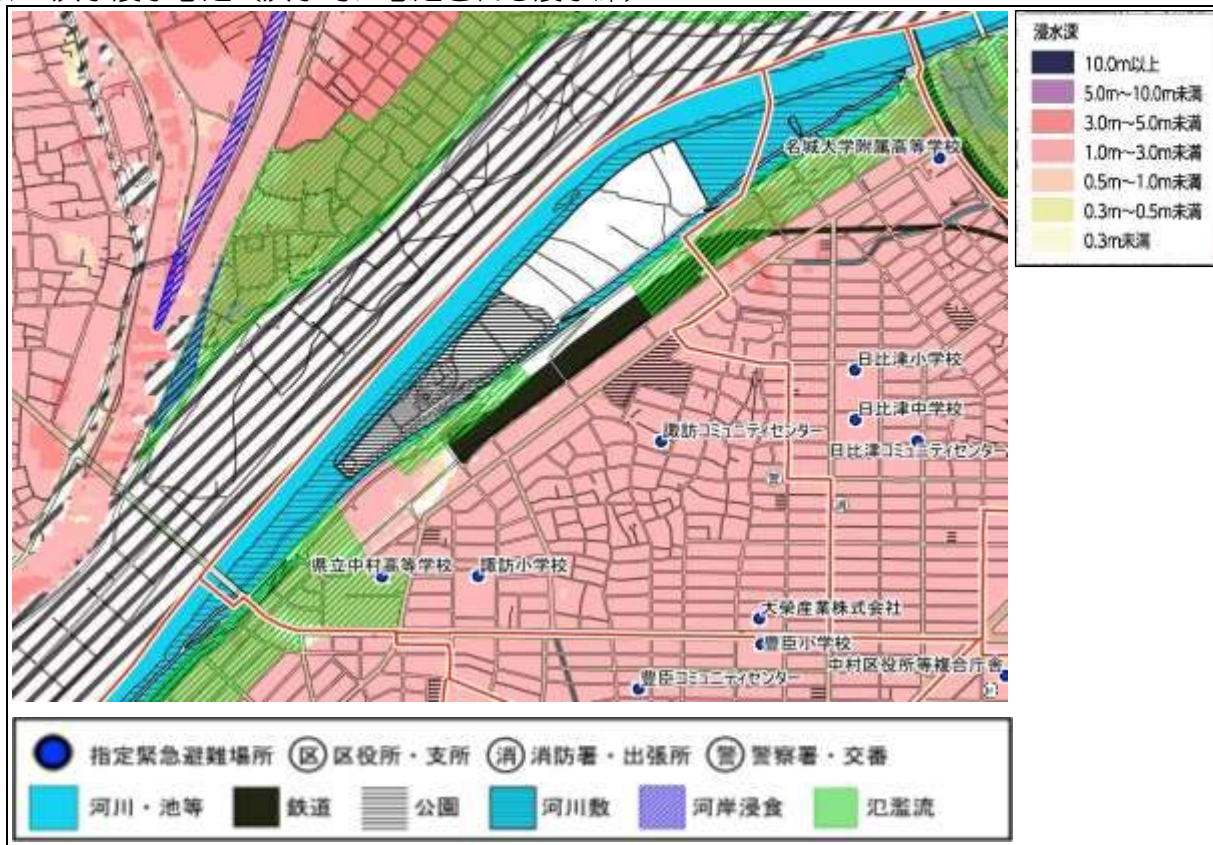 浸水深
10.0m以上
5.0m～10.0m未満
3.0m～5.0m未満
1.0m～3.0m未満
0.5m～1.0m未満
0.3m～0.5m未満
0.3m未満
名城大学附属高等学校
日比津小学校
日比津中学校
諏訪コミュニティセンター
日比津コミュニティセンター
警
消
県立中村高等学校
諏訪小学校
大栄産業株式会社
豊臣小学校
中村区役所等複合庁舎
豊臣コミュニティセンター
指定緊急避難場所 区 区役所・支所 消 消防署・出張所 警 警察署・交番
河川・池等 鉄道 公園 河川敷 河岸浸食 氾濫流